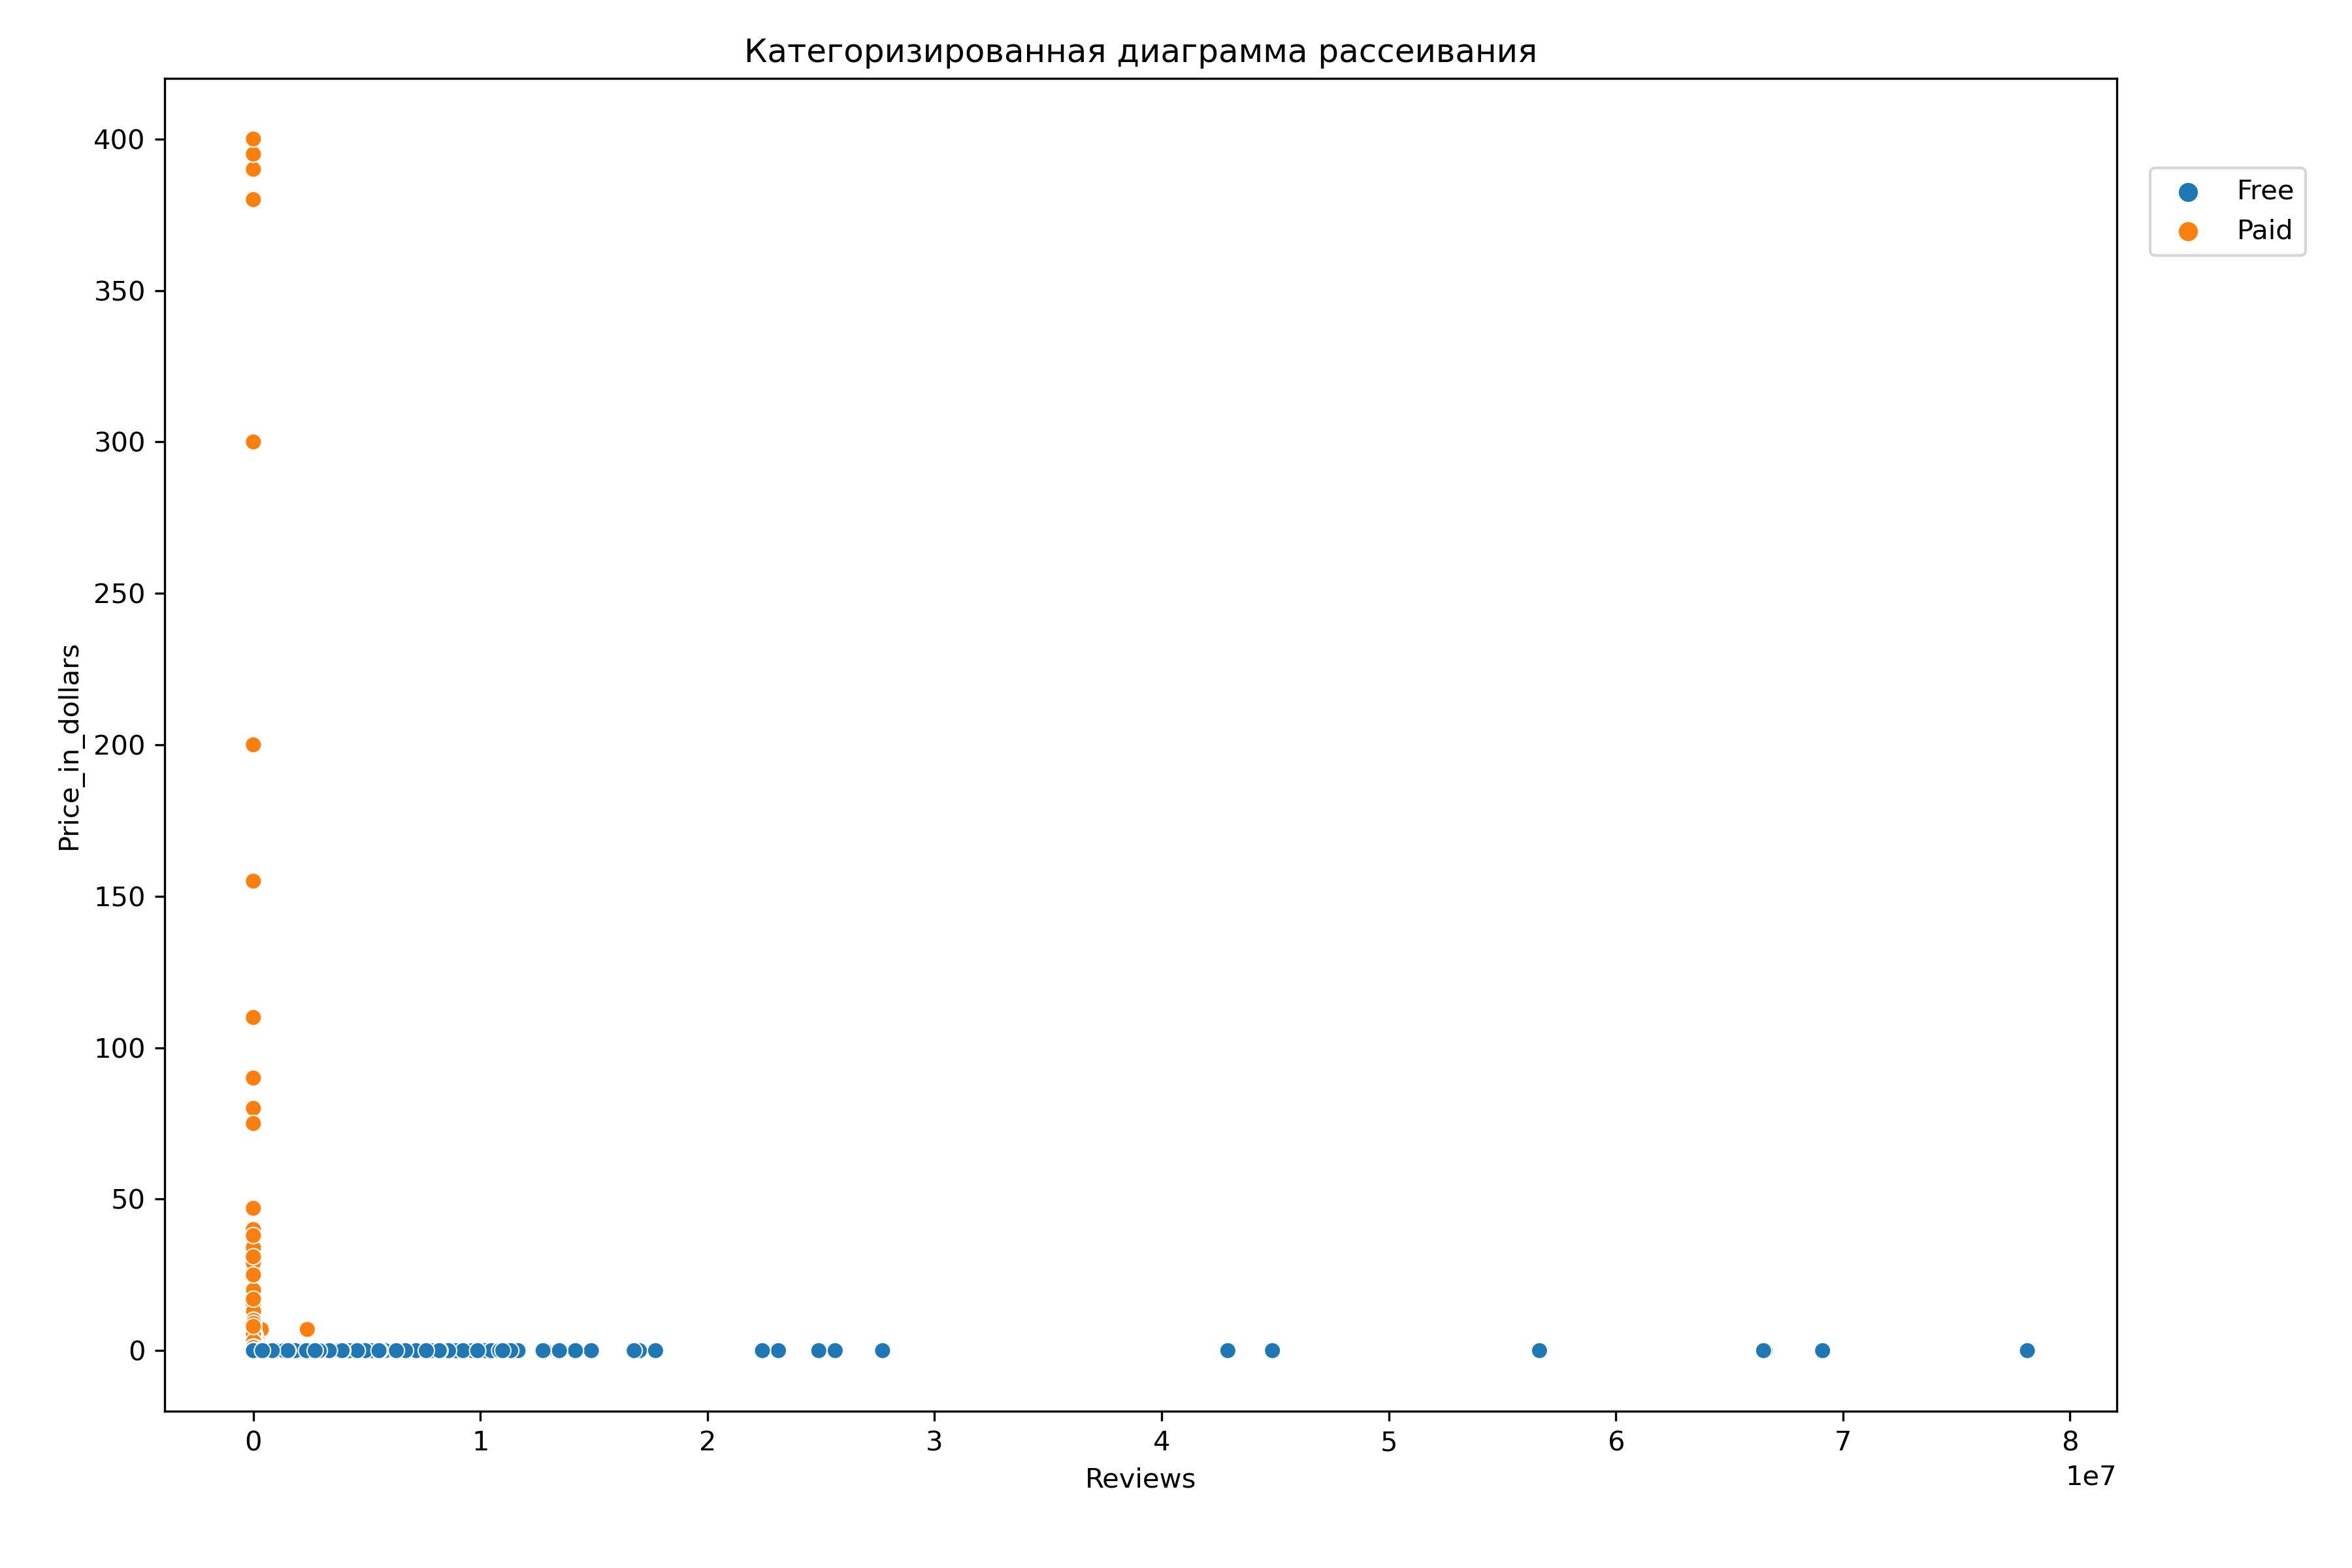 Категоризированная диаграмма рассеивания
Free
Paid
Price_in_dollars
400
350
300
250
200
150
100
50
0
0 1 2 3 4 5 6 7 8
1e7
Reviews